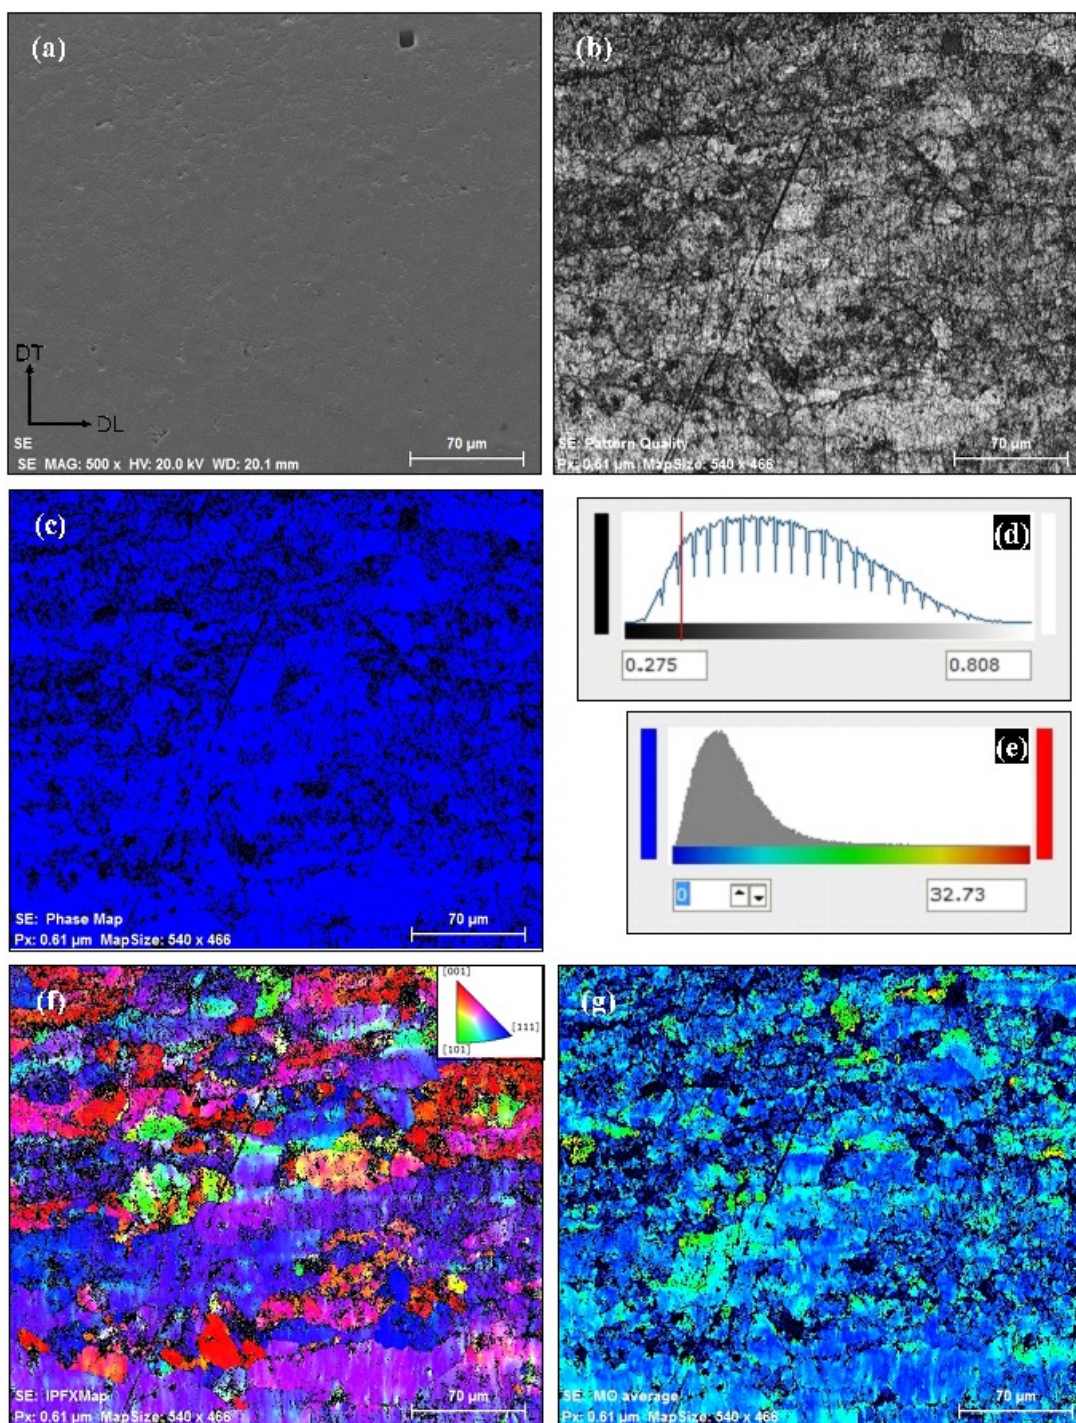 (a)
DT
DL
SE
70 µm
SE MAG: 500 x HV: 20.0 kV WD: 20.1 mm
(b)
SE: Pattern Quality
70 µm
Px: 0.61 µm MapSize: 540 x 466
(c)
SE: Phase Map
70 µm
Px: 0.61 µm MapSize: 540 x 466
(d)
0.275
0.808
(e)
0
32.73
(f)
[001]
[111]
[101]
SE: IPFXMap
70 µm
Px: 0.61 µm MapSize: 540 x 466
(g)
SE: MO average
70 µm
Px: 0.61 µm MapSize: 540 x 466